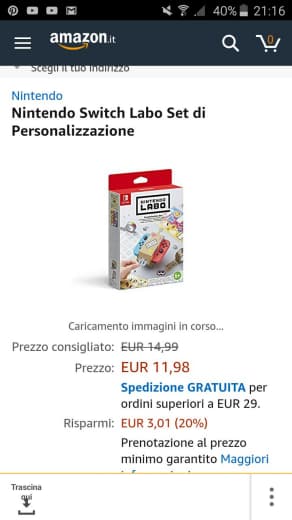 40% 21:16
amazon.it
0
Scegli il tuo indirizzo
Nintendo
Nintendo Switch Labo Set di
Personalizzazione
NINTENDO
LABO
Caricamento immagini in corso...
Prezzo consigliato: EUR 14,99
Prezzo: EUR 11,98
Spedizione GRATUITA per
ordini superiori a EUR 29.
Risparmi: EUR 3,01 (20%)
Prenotazione al prezzo
minimo garantito Maggiori
Trascina
qui